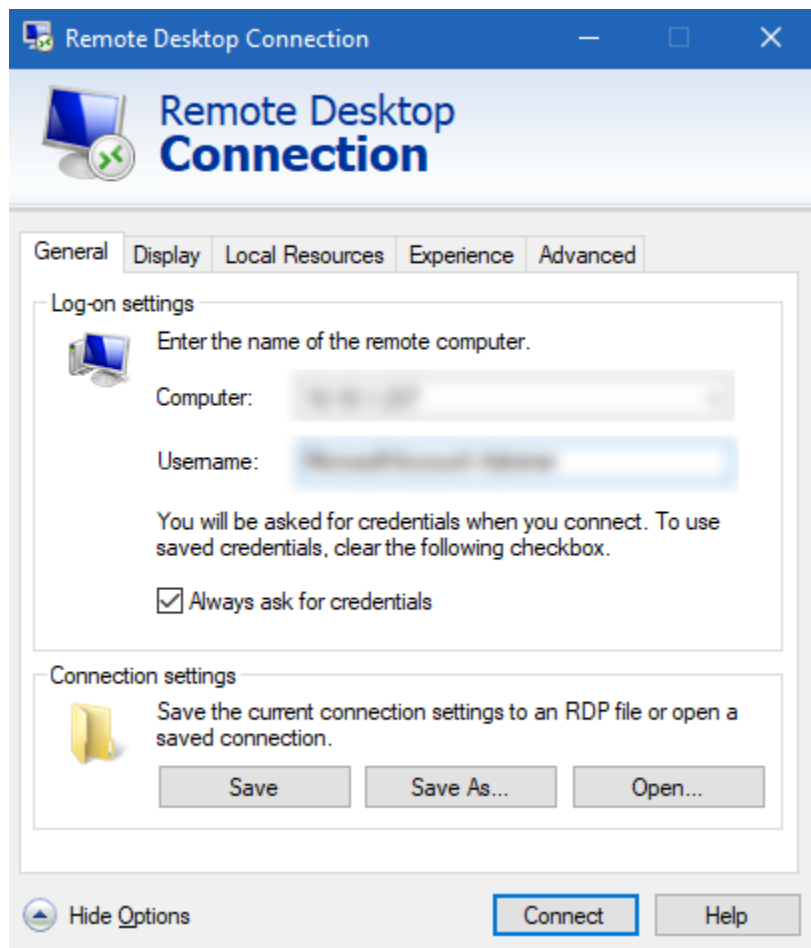 Remote Desktop Connection
Remote Desktop
Connection
General Display Local Resources Experience Advanced
Log-on settings
Enter the name of the remote computer.
Computer:
Username:
You will be asked for credentials when you connect. To use
saved credentials, clear the following checkbox.
Always ask for credentials
Connection settings
Save the current connection settings to an RDP file or open a
saved connection.
Save Save As... Open...
Hide Options Connect Help